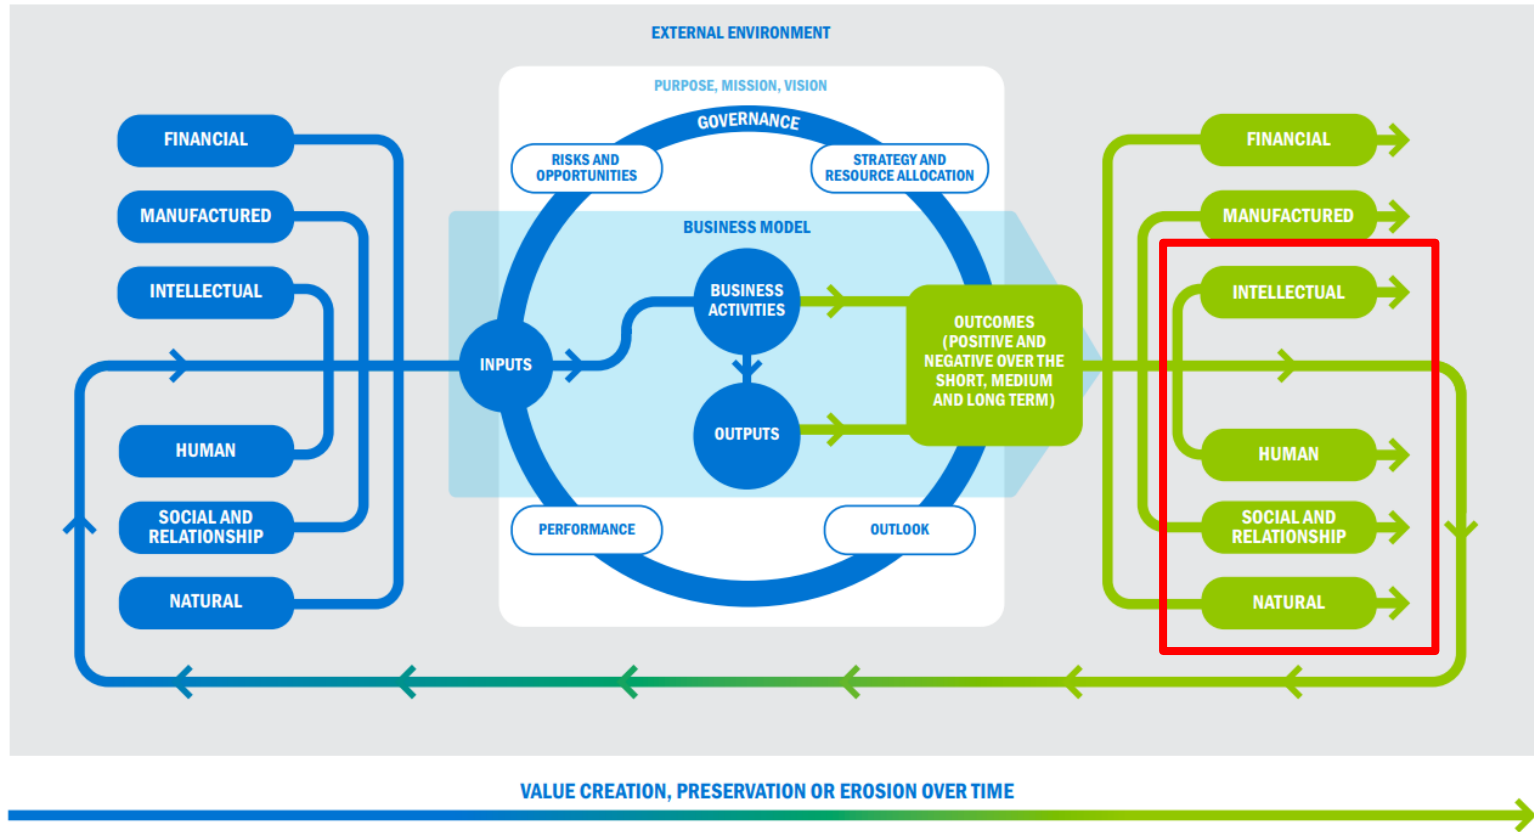 EXTERNAL ENVIRONMENT
PURPOSE, MISSION, VISION
GOVERNANCE
RISKS AND
OPPORTUNITIES
STRATEGY AND
RESOURCE ALLOCATION
FINANCIAL
MANUFACTURED
INTELLECTUAL
HUMAN
SOCIAL AND
RELATIONSHIP
NATURAL
BUSINESS MODEL
INPUTS
BUSINESS
ACTIVITIES
OUTPUTS
OUTCOMES
(POSITIVE AND
NEGATIVE OVER THE
SHORT, MEDIUM
AND LONG TERM)
PERFORMANCE
OUTLOOK
FINANCIAL
MANUFACTURED
INTELLECTUAL
HUMAN
SOCIAL AND
RELATIONSHIP
NATURAL
VALUE CREATION, PRESERVATION OR EROSION OVER TIME